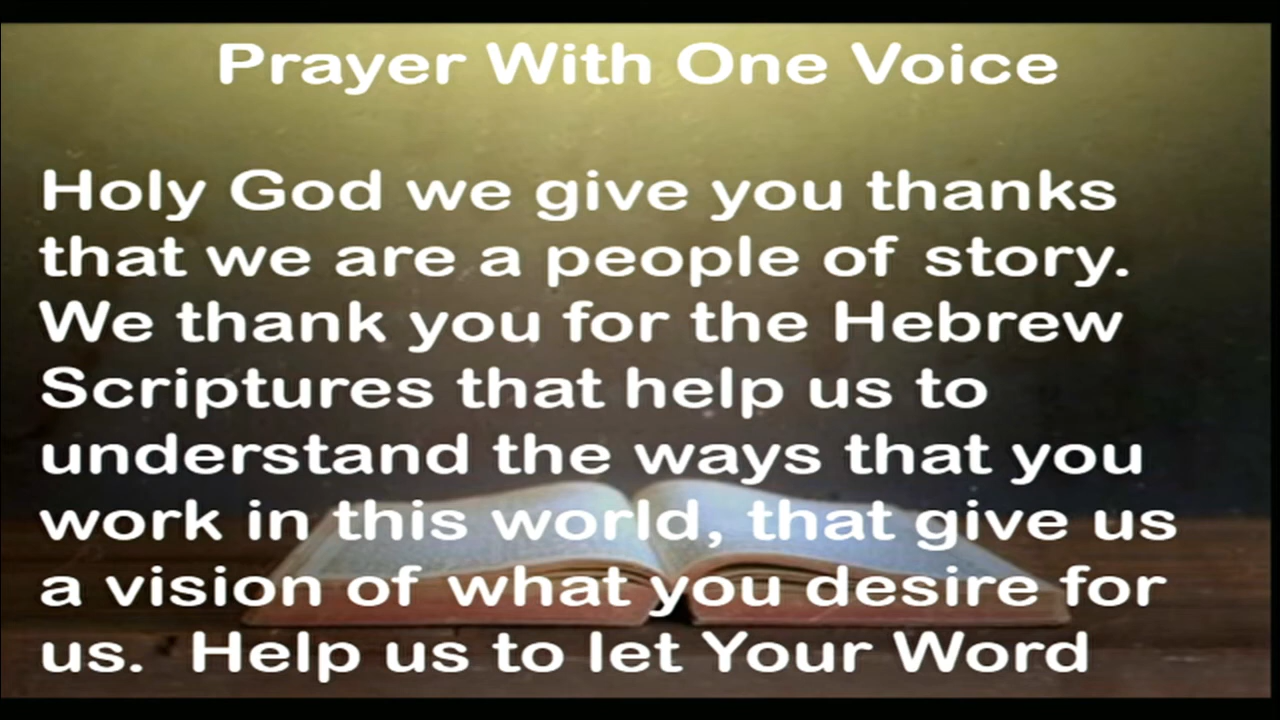 Prayer With One Voice
Holy God we give you thanks
that we are a people of story.
We thank you for the Hebrew
Scriptures that help us to
understand the ways that you
work in this world, that give us
a vision of what you desire for
us.  Help us to let Your Word